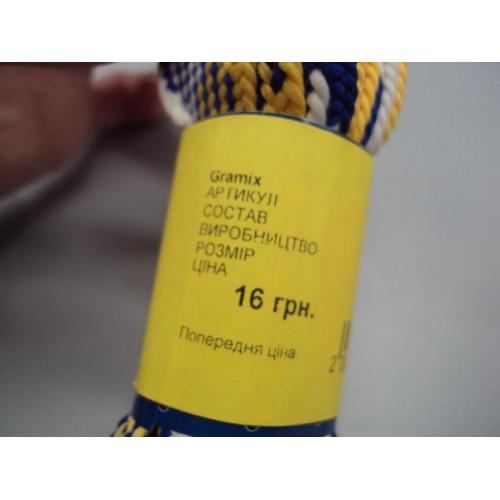 Gramix
АРТИКУЛ
СОСТАВ
ВИРОБНИЦТВО
РОЗМІР
ЦІНА
16 грн.
Попередня ціна